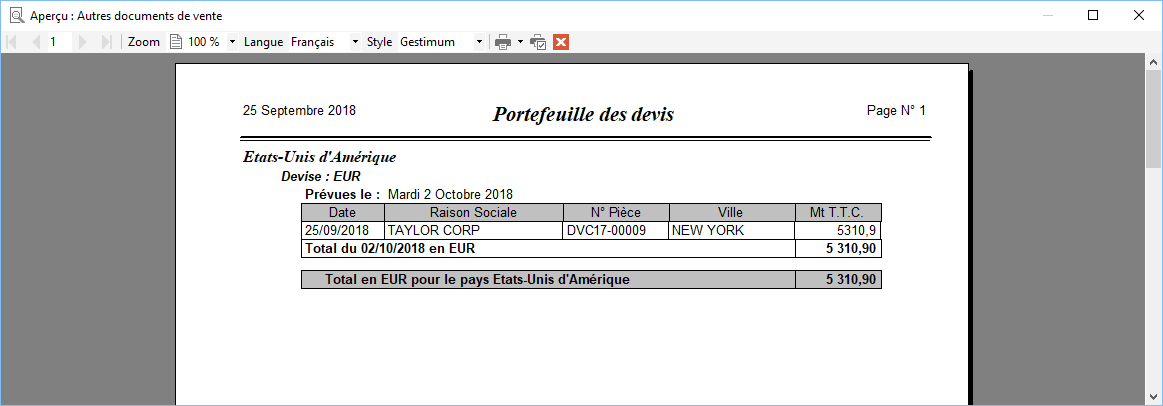 Aperçu : Autres documents de vente
1 Zoom 100 % Langue Français Style Gestimum
25 Septembre 2018 Portefeuille des devis Page N° 1
Etats-Unis d'Amérique
Devise : EUR
Prévues le : Mardi 2 Octobre 2018
Date Raison Sociale N° Pièce Ville Mt T.T.C.
25/09/2018 TAYLOR CORP DVC17-00009 NEW YORK 5310,9
Total du 02/10/2018 en EUR 5 310,90
Total en EUR pour le pays Etats-Unis d'Amérique 5 310,90